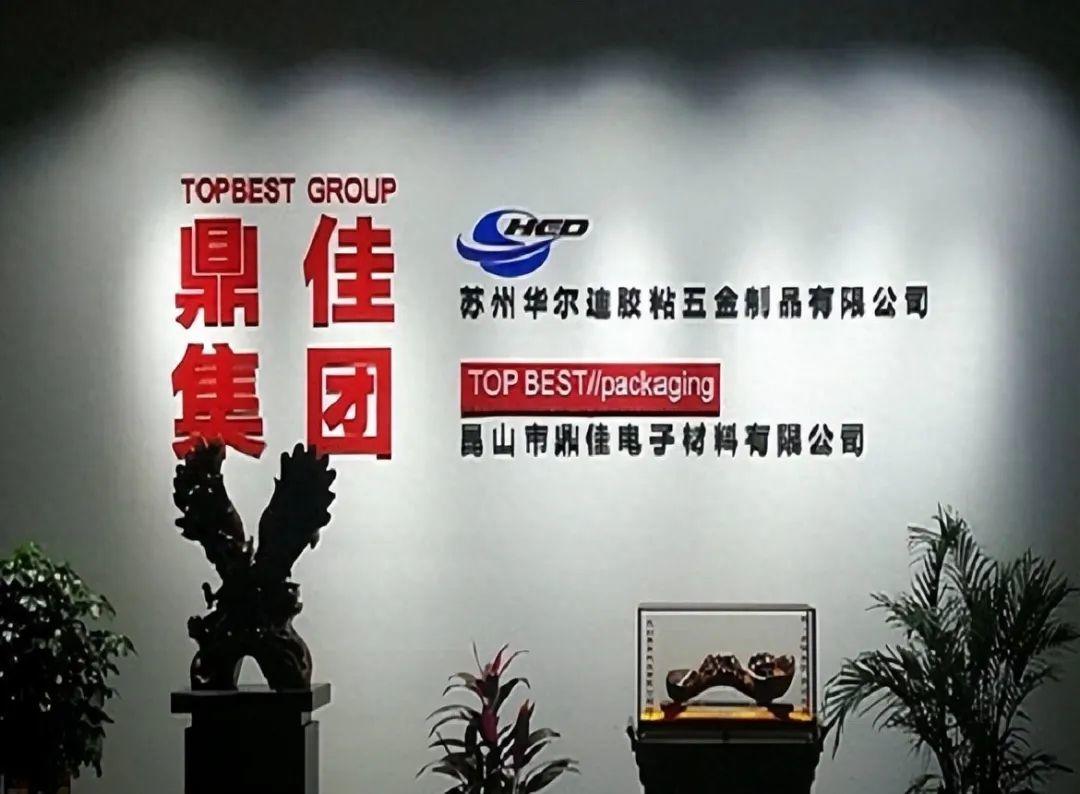 TOPBEST GROUP
鼎佳
集团
HCD
苏州华尔迪胶粘五金制品有限公司
TOP BEST//packaging
昆山市鼎佳电子材料有限公司